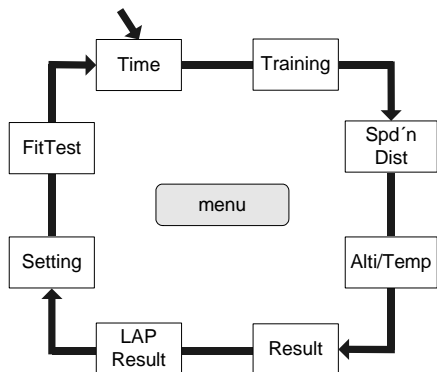 Time
Training
FitTest
Spd´n
Dist
menu
Setting
Alti/Temp
LAP
Result
Result